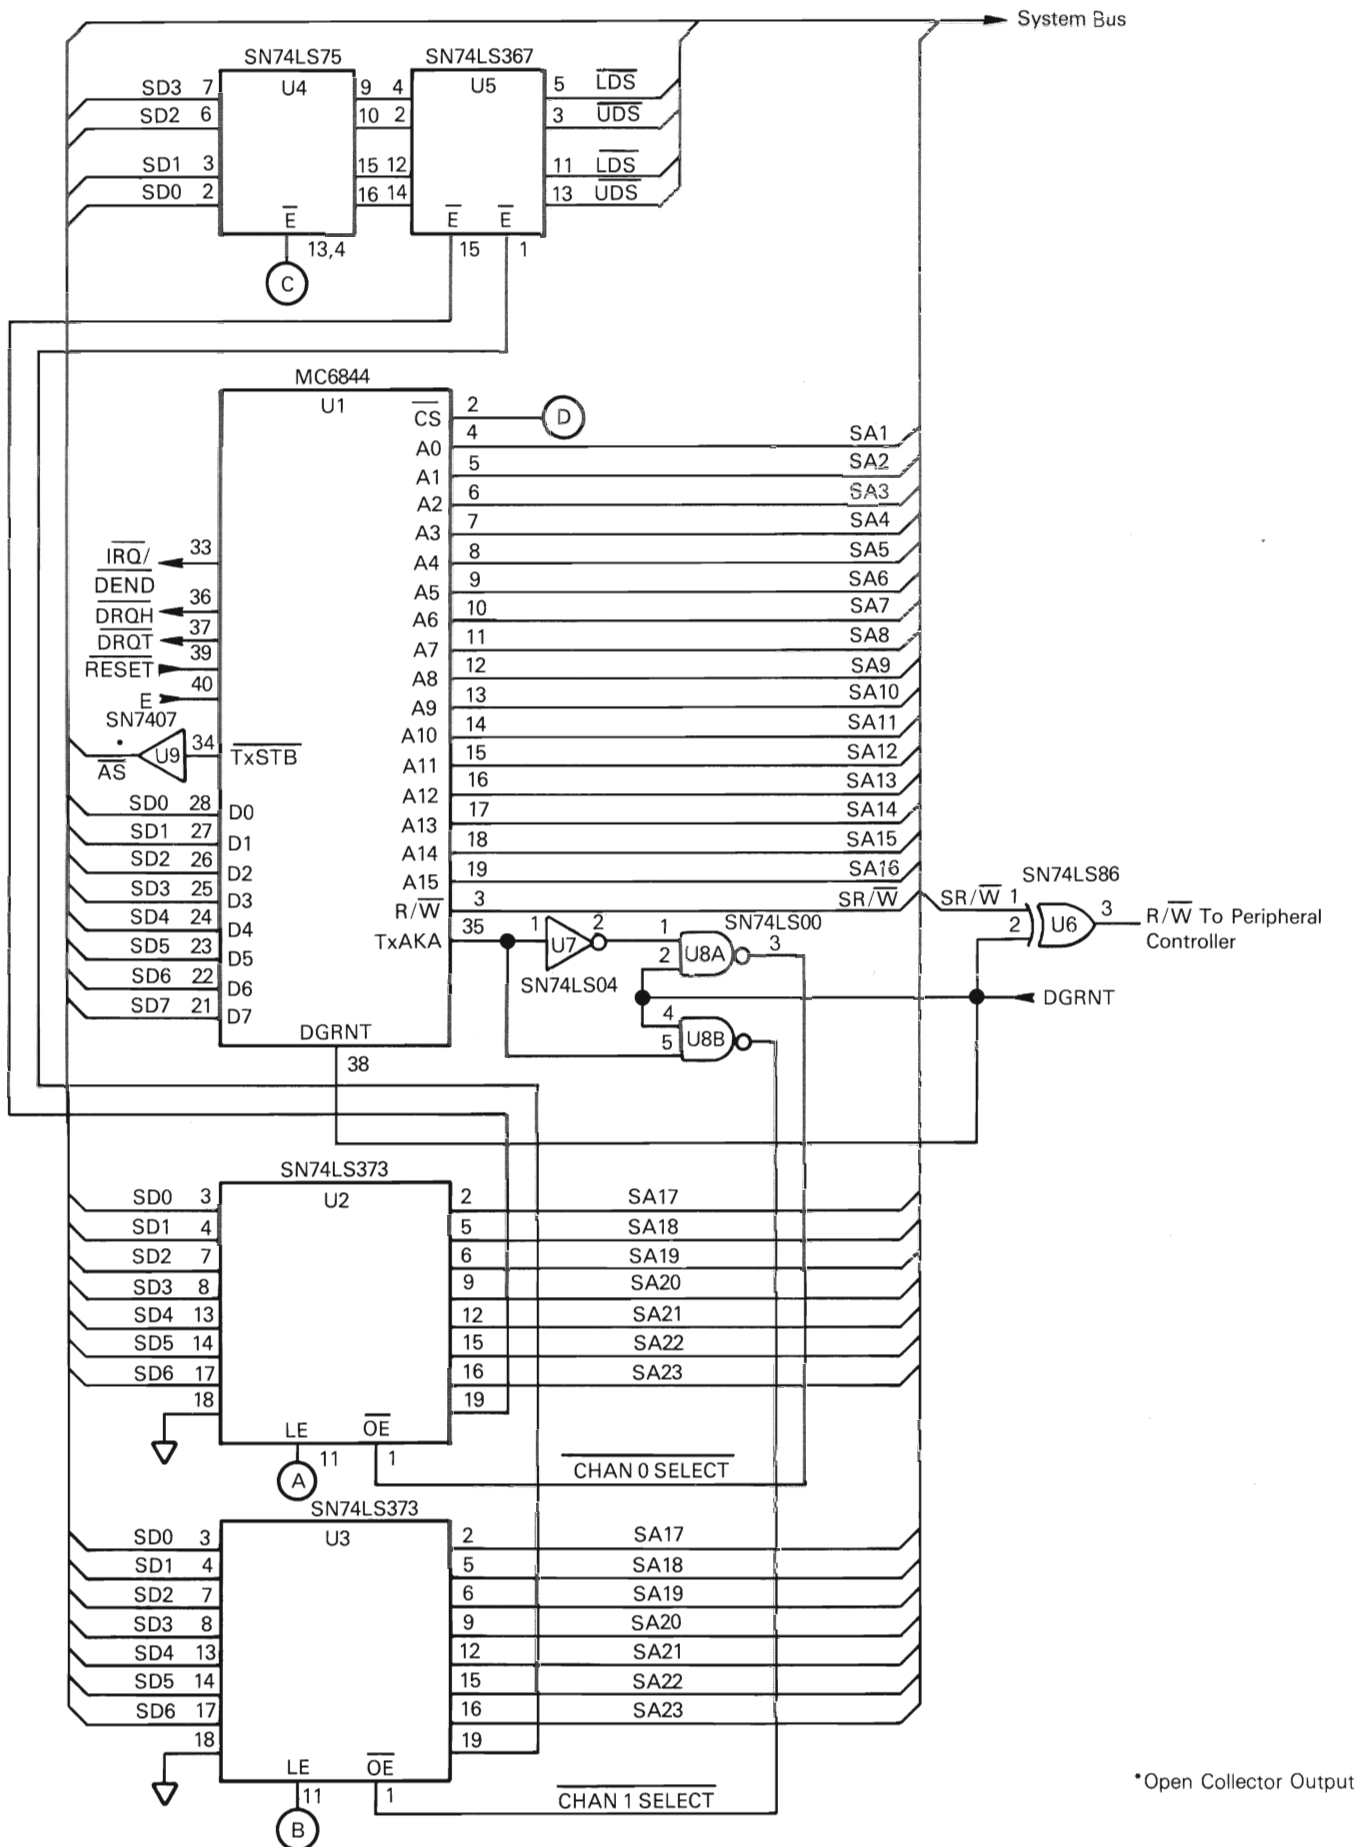 System Bus
SN74LS75
SN74LS367
U4
U5
SD3 7
SD2 6
SD1 3
SD0 2
9 4
10 2
15 12
16 14
5 LDS
3 UDS
11 LDS
13 UDS
E
E E
13,4
15 1
C
MC6844
U1
CS 2
D
A0 4 SA1
A1 5 SA2
A2 6 SA3
A3 7 SA4
A4 8 SA5
A5 9 SA6
A6 10 SA7
A7 11 SA8
A8 12 SA9
A9 13 SA10
A10 14 SA11
A11 15 SA12
A12 16 SA13
A13 17 SA14
A14 18 SA15
A15 19 SA16
R/W 3 SR/W
TxAKA 35
IRQ/ 33
DEND
DRQH 36
DRQT 37
RESET 39
E 40
SN7407
*
AS U9 34 TxSTB
SD0 28 D0
SD1 27 D1
SD2 26 D2
SD3 25 D3
SD4 24 D4
SD5 23 D5
SD6 22 D6
SD7 21 D7
DGRNT
38
1 U7 2
SN74LS04
SN74LS00
1
2 U8A 3
4
5 U8B
SN74LS86
SR/W 1
2 U6 3
R/W To Peripheral
Controller
DGRNT
SN74LS373
U2
SD0 3 2 SA17
SD1 4 5 SA18
SD2 7 6 SA19
SD3 8 9 SA20
SD4 13 12 SA21
SD5 14 15 SA22
SD6 17 16 SA23
18 19
LE OE
11 1
A
CHAN 0 SELECT
SN74LS373
U3
SD0 3 2 SA17
SD1 4 5 SA18
SD2 7 6 SA19
SD3 8 9 SA20
SD4 13 12 SA21
SD5 14 15 SA22
SD6 17 16 SA23
18 19
LE OE
11 1
B
CHAN 1 SELECT
*Open Collector Output